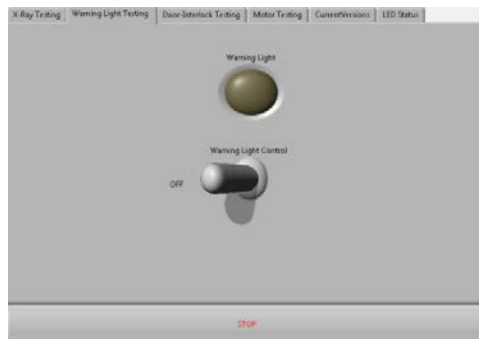 X-Ray Testing Warning Light Testing Door-Interlock Testing Motor Testing CurrentVersions LED Status
Warning Light
Warning Light Control
OFF
STOP